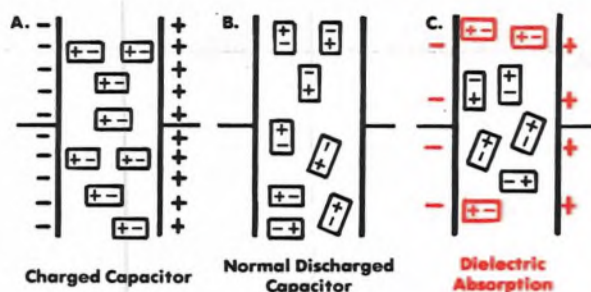 A.
B.
C.
Charged Capacitor
Normal Discharged
Capacitor
Dielectric
Absorption